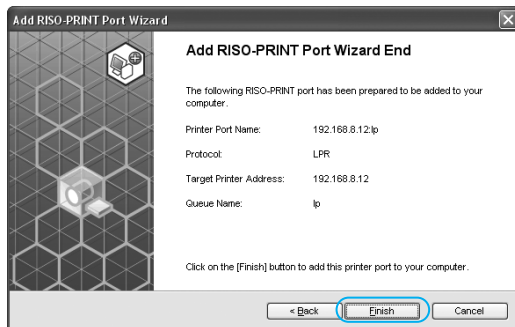 Add RISO-PRINT Port Wizard
Add RISO-PRINT Port Wizard End
The following RISO-PRINT port has been prepared to be added to your
computer.
Printer Port Name: 192.168.8.12:lp
Protocol: LPR
Target Printer Address: 192.168.8.12
Queue Name: lp
Click on the [Finish] button to add this printer port to your computer.
< Back Finish Cancel